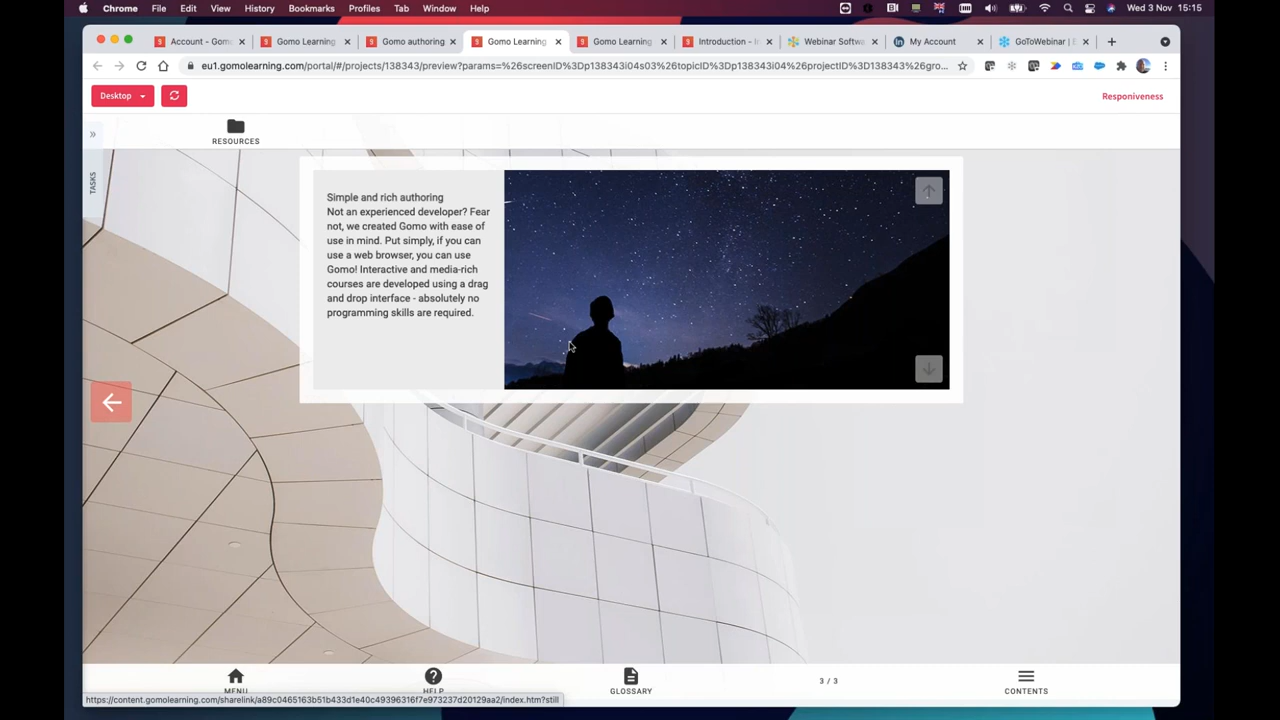 Chrome File Edit View History Bookmarks Profiles Tab Window Help Wed 3 Nov 15:15
Account - Gom Gomo Learning Gomo authoring Gomo Learning Gomo Learning Introduction - In Webinar Softwa My Account GoToWebinar | E
eu1.gomolearning.com/portal/#/projects/138343/preview?params=%26screenID%3Dp138343i04s03%26topicID%3Dp138343i04%26projectID%3D138343%26gro...
Desktop
Responiveness
RESOURCES
TASKS
Simple and rich authoring
Not an experienced developer? Fear
not, we created Gomo with ease of
use in mind. Put simply, if you can
use a web browser, you can use
Gomo! Interactive and media-rich
courses are developed using a drag
and drop interface - absolutely no
programming skills are required.
MENU
HELP
GLOSSARY
3 / 3
CONTENTS
https://content.gomolearning.com/sharelink/a89c0465163b51b433d1e40c49396316f7e973237d20129aa2/index.htm?still